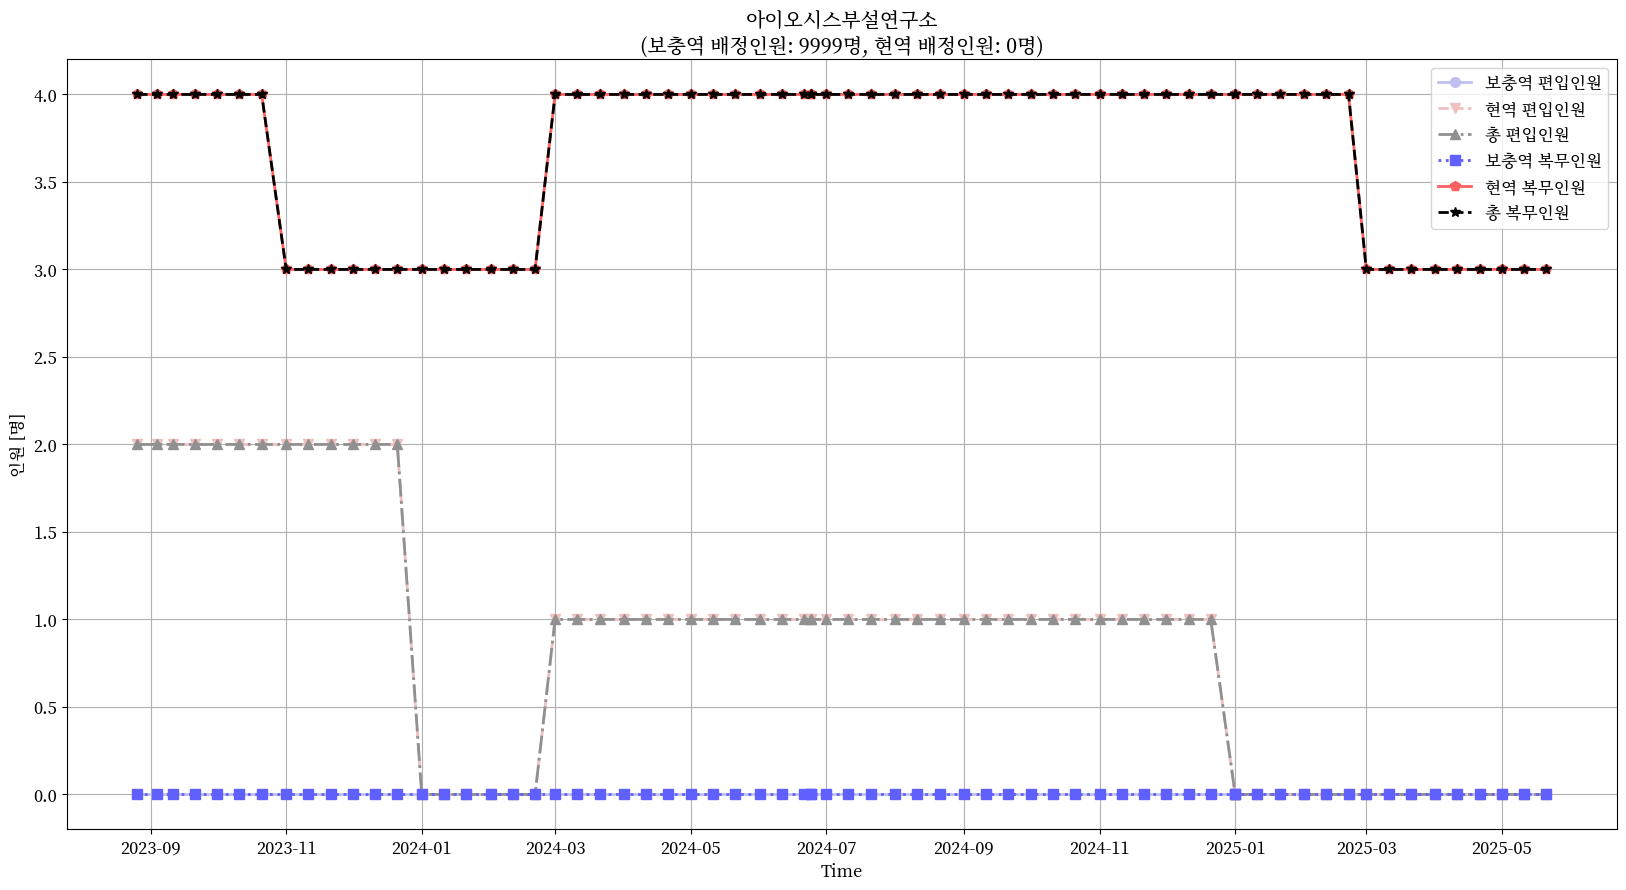 아이오시스부설연구소
(보충역 배정인원: 9999명, 현역 배정인원: 0명)
보충역 편입인원
현역 편입인원
총 편입인원
보충역 복무인원
현역 복무인원
총 복무인원
4.0
3.5
3.0
2.5
2.0
1.5
1.0
0.5
0.0
인원 [명]
2023-09
2023-11
2024-01
2024-03
2024-05
2024-07
2024-09
2024-11
2025-01
2025-03
2025-05
Time